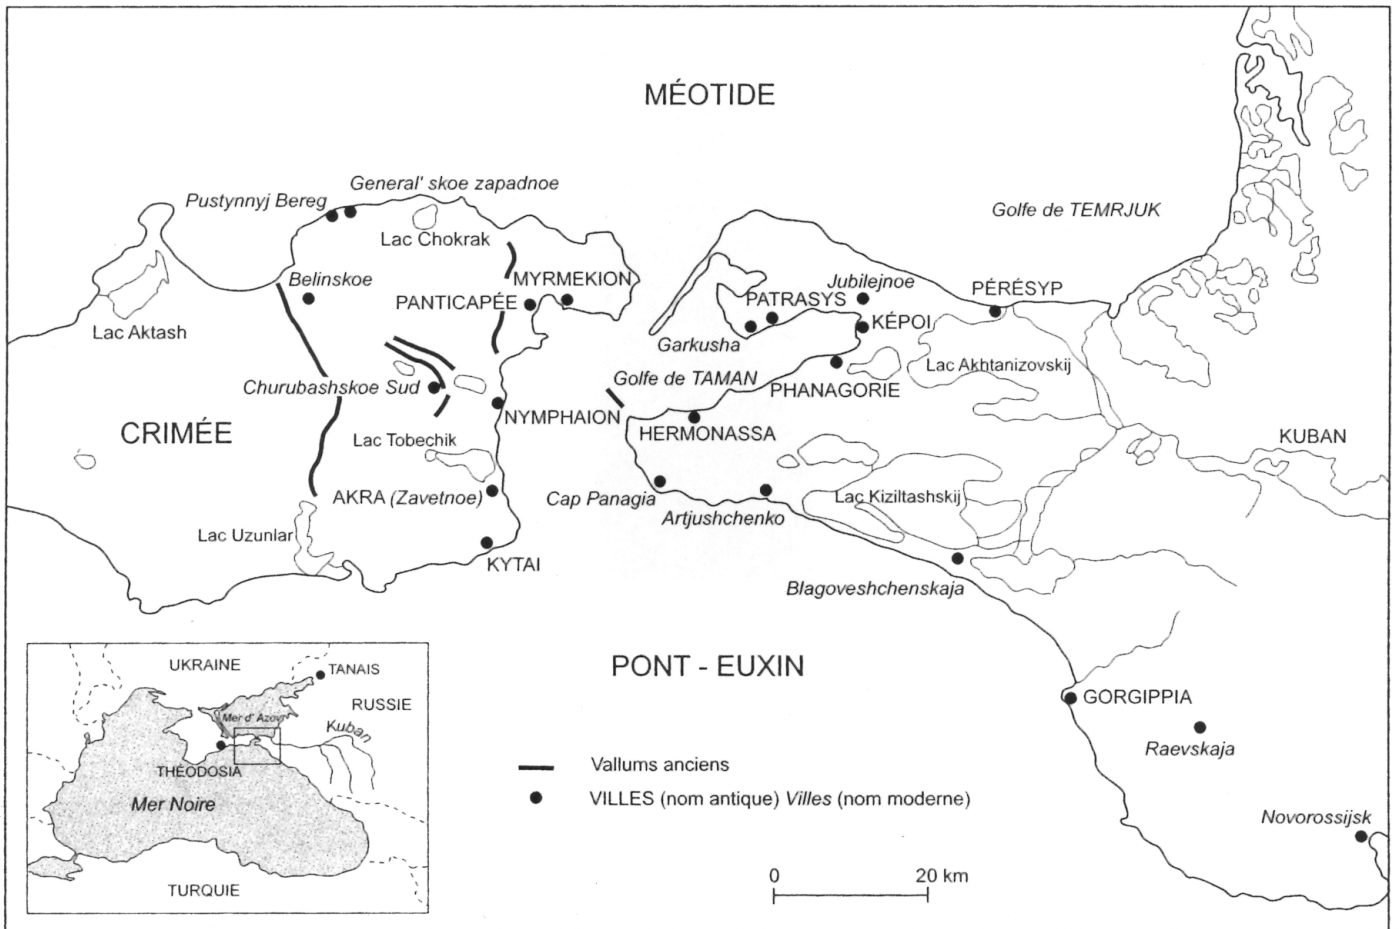 MÉOTIDE
General' skoe zapadnoe
Pustynnyj Bereg
Golfe de TEMRJUK
Lac Chokrak
Belinskoe
MYRMEKION
Jubilejnoe
PÉRÉSYP
PANTICAPÉE
PATRASYS
Lac Aktash
KÉPOI
Garkusha
Lac Akhtanizovskij
Golfe de TAMAN
Churubashskoe Sud
PHANAGORIE
NYMPHAION
CRIMÉE
HERMONASSA
KUBAN
Lac Tobechik
AKRA (Zavetnoe)
Cap Panagia
Lac Kiziltashskij
Artjushchenko
Lac Uzunlar
KYTAI
Blagoveshchenskaja
PONT - EUXIN
UKRAINE
TANAIS
RUSSIE
Mer d' Azov
Kuban
THÉODOSIA
Mer Noire
TURQUIE
GORGIPPIA
Raevskaja
Vallums anciens
VILLES (nom antique) Villes (nom moderne)
Novorossijsk
0 20 km